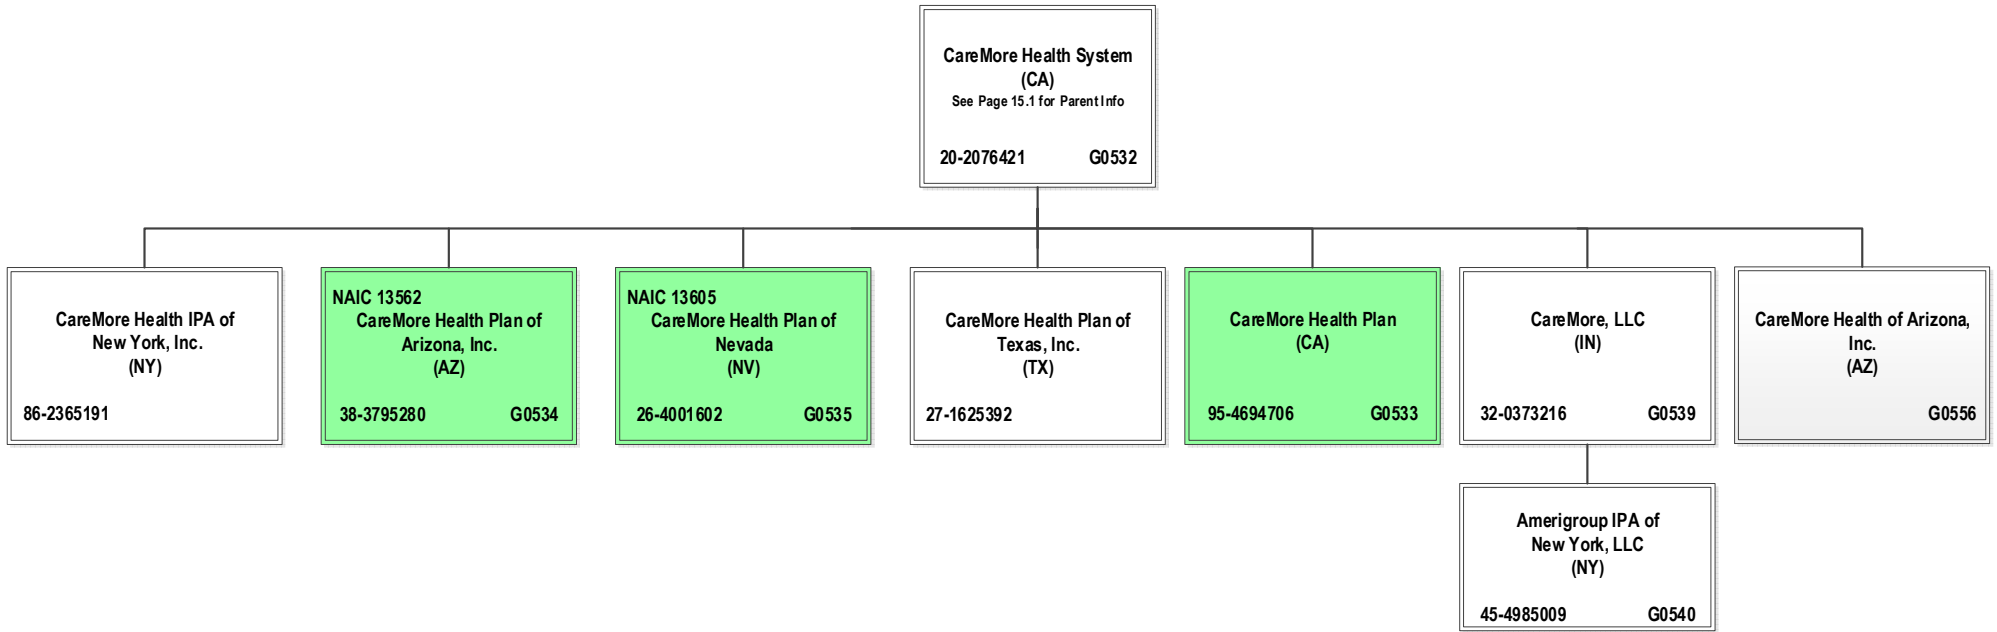 CareMore Health System
(CA)
See Page 15.1 for Parent Info
20-2076421 G0532
CareMore Health IPA of
New York, Inc.
(NY)
86-2365191
NAIC 13562
CareMore Health Plan of
Arizona, Inc.
(AZ)
38-3795280 G0534
NAIC 13605
CareMore Health Plan of
Nevada
(NV)
26-4001602 G0535
CareMore Health Plan of
Texas, Inc.
(TX)
27-1625392
CareMore Health Plan
(CA)
95-4694706 G0533
CareMore, LLC
(IN)
32-0373216 G0539
CareMore Health of Arizona,
Inc.
(AZ)
G0556
Amerigroup IPA of
New York, LLC
(NY)
45-4985009 G0540